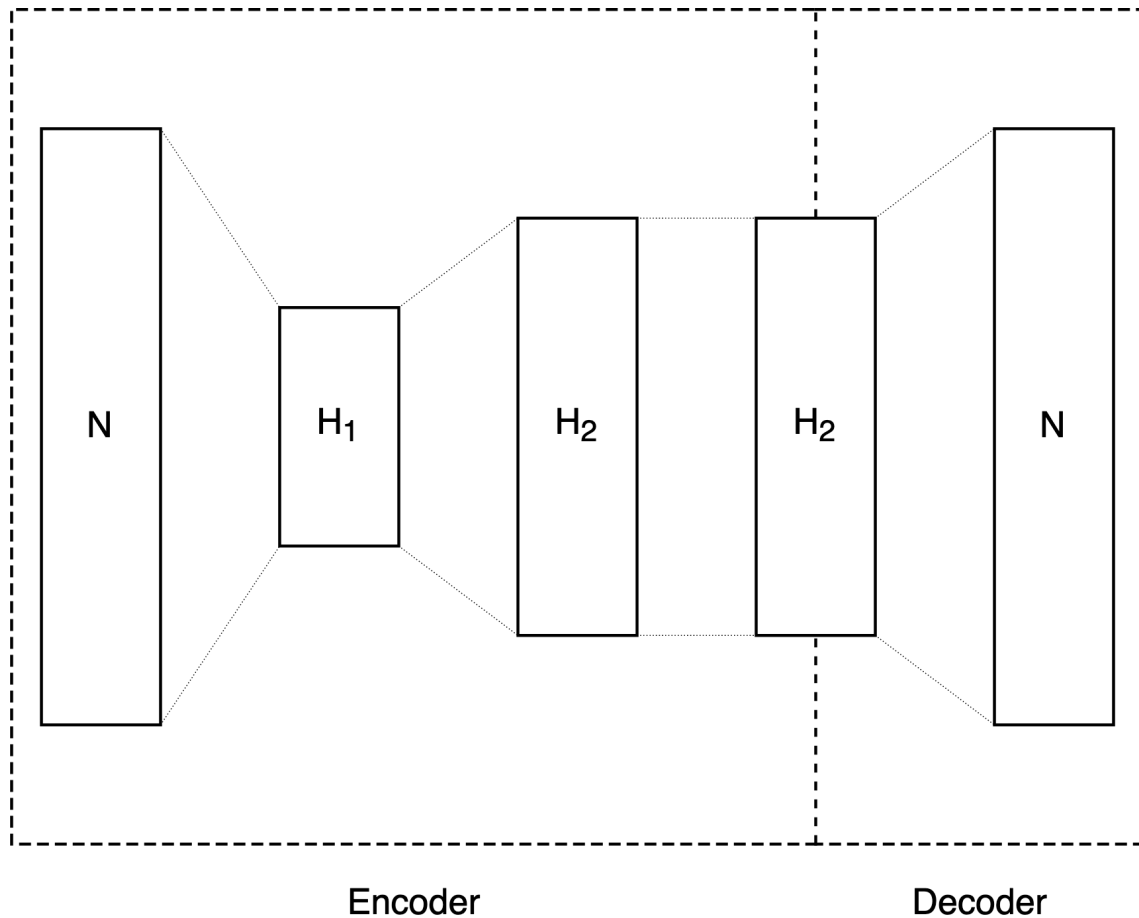 N
H₁
H₂
H₂
N
Encoder
Decoder